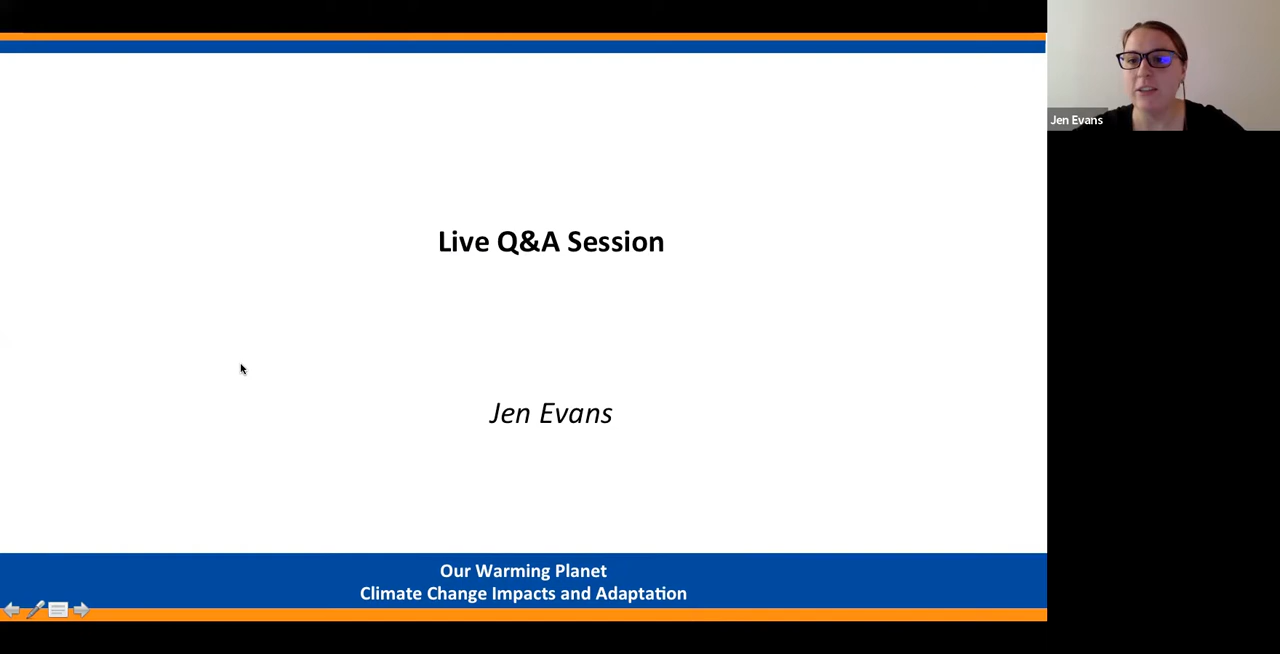 Live Q&A Session
Jen Evans
Our Warming Planet
Climate Change Impacts and Adaptation
Jen Evans